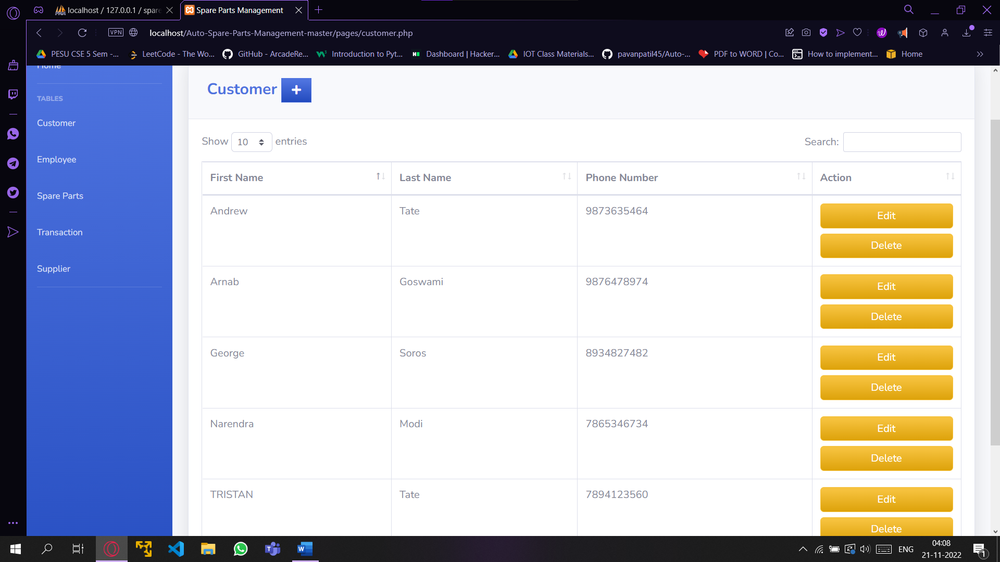 localhost / 127.0.0.1 / spare
Spare Parts Management
VPN
localhost/Auto-Spare-Parts-Management-master/pages/customer.php
PESU CSE 5 Sem -...
LeetCode - The Wo...
GitHub - ArcadeRe...
Introduction to Pyt...
Dashboard | Hacker...
IOT Class Materials...
pavanpatil45/Auto-...
PDF to WORD | Co...
How to implement...
Home
Home
TABLES
Customer
Employee
Spare Parts
Transaction
Supplier
Customer +
Show 10 entries
Search:
First Name Last Name Phone Number Action
Andrew Tate 9873635464 Edit
Delete
Arnab Goswami 9876478974 Edit
Delete
George Soros 8934827482 Edit
Delete
Narendra Modi 7865346734 Edit
Delete
TRISTAN Tate 7894123560 Edit
Delete
ENG
04:08
21-11-2022
1